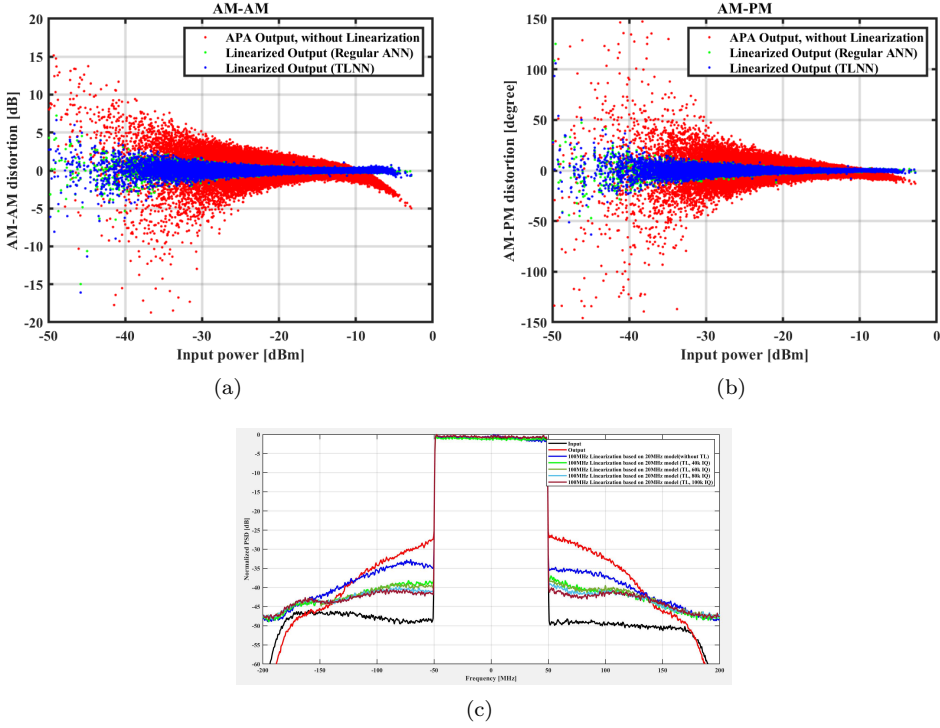 AM-AM
20
15
10
5
0
-5
-10
-15
-20
AM-AM distortion [dB]
APA Output, without Linearization
Linearized Output (Regular ANN)
Linearized Output (TLNN)
-50 -40 -30 -20 -10 0
Input power [dBm]
(a)
AM-PM
150
100
50
0
-50
-100
-150
AM-PM distortion [degree]
APA Output, without Linearization
Linearized Output (Regular ANN)
Linearized Output (TLNN)
-50 -40 -30 -20 -10 0
Input power [dBm]
(b)
0
-5
-10
-15
-20
-25
-30
-35
-40
-45
-50
-55
-60
Normalized PSD [dB]
Input
Output
100MHz Linearization based on 20MHz model(without TL)
100MHz Linearization based on 20MHz model (TL, 40k IQ)
100MHz Linearization based on 20MHz model (TL, 60k IQ)
100MHz Linearization based on 20MHz model (TL, 80k IQ)
100MHz Linearization based on 20MHz model (TL, 100k IQ)
-200 -150 -100 -50 0 50 100 150 200
Frequency [MHz]
(c)